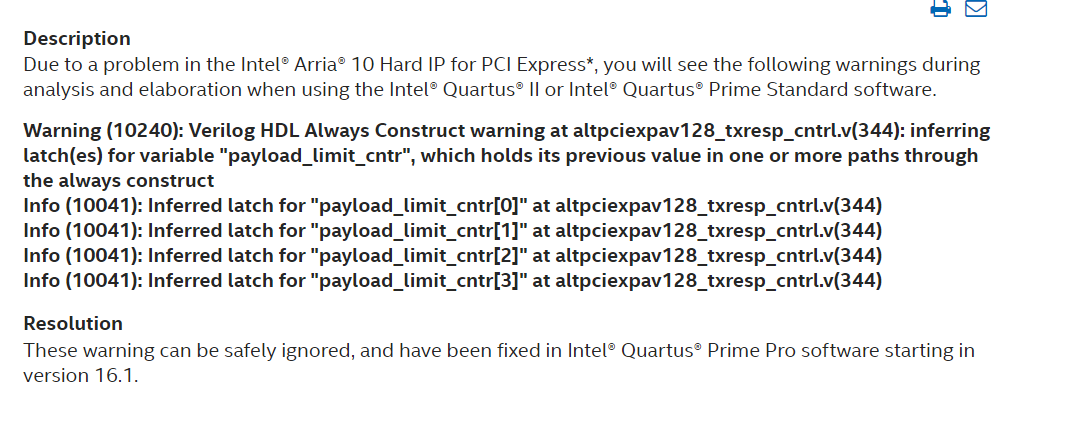 Description
Due to a problem in the Intel® Arria® 10 Hard IP for PCI Express*, you will see the following warnings during
analysis and elaboration when using the Intel® Quartus® II or Intel® Quartus® Prime Standard software.
Warning (10240): Verilog HDL Always Construct warning at altpciexpav128_txresp_cntrl.v(344): inferring
latch(es) for variable "payload_limit_cntr", which holds its previous value in one or more paths through
the always construct
Info (10041): Inferred latch for "payload_limit_cntr[0]" at altpciexpav128_txresp_cntrl.v(344)
Info (10041): Inferred latch for "payload_limit_cntr[1]" at altpciexpav128_txresp_cntrl.v(344)
Info (10041): Inferred latch for "payload_limit_cntr[2]" at altpciexpav128_txresp_cntrl.v(344)
Info (10041): Inferred latch for "payload_limit_cntr[3]" at altpciexpav128_txresp_cntrl.v(344)
Resolution
These warning can be safely ignored, and have been fixed in Intel® Quartus® Prime Pro software starting in
version 16.1.